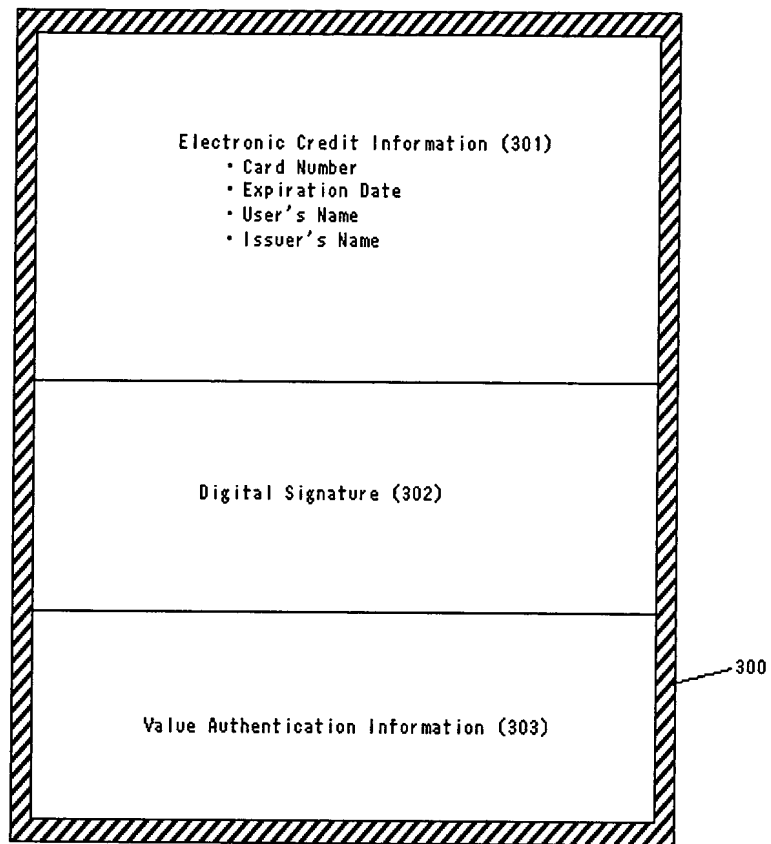 Electronic Credit Information (301)
・Card Number
・Expiration Date
・User's Name
・Issuer's Name
Digital Signature (302)
300
Value Authentication Information (303)